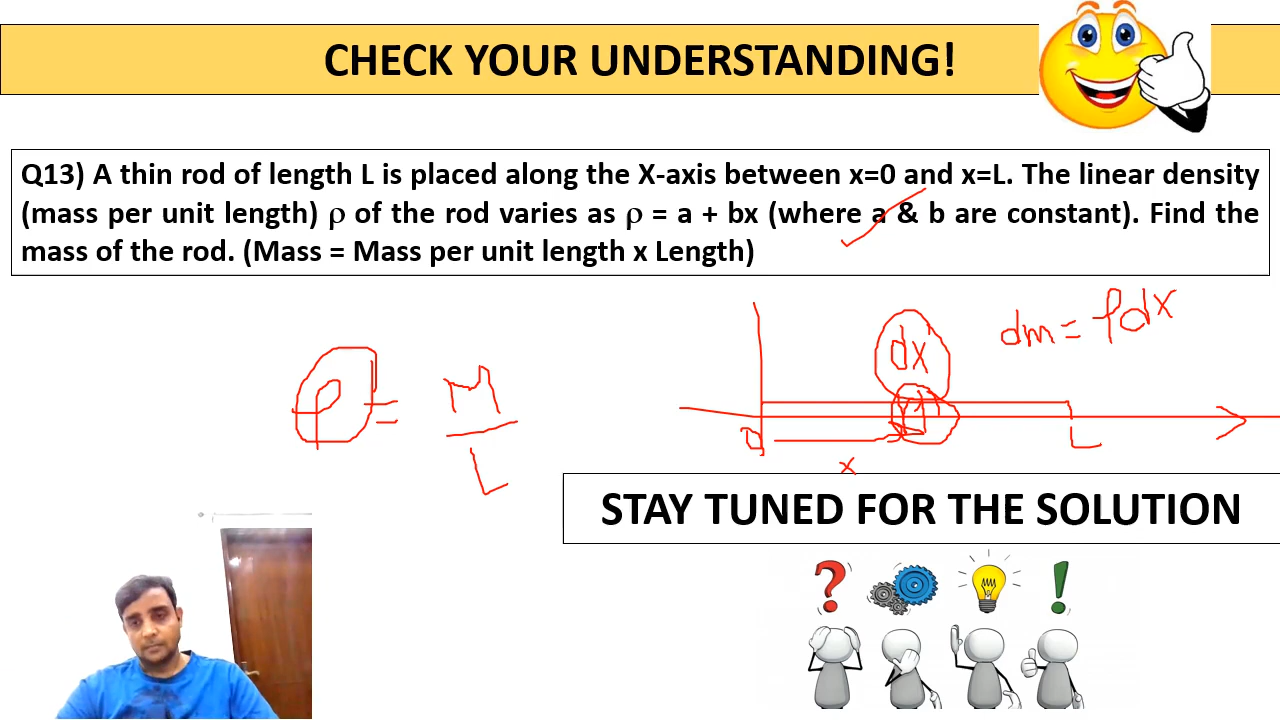 CHECK YOUR UNDERSTANDING!
Q13) A thin rod of length L is placed along the X-axis between x=0 and x=L. The linear density
(mass per unit length) ρ of the rod varies as ρ = a + bx (where a & b are constant). Find the
mass of the rod. (Mass = Mass per unit length x Length)
dm = ρdx
dx
ρ = M
L
0
L
x
STAY TUNED FOR THE SOLUTION